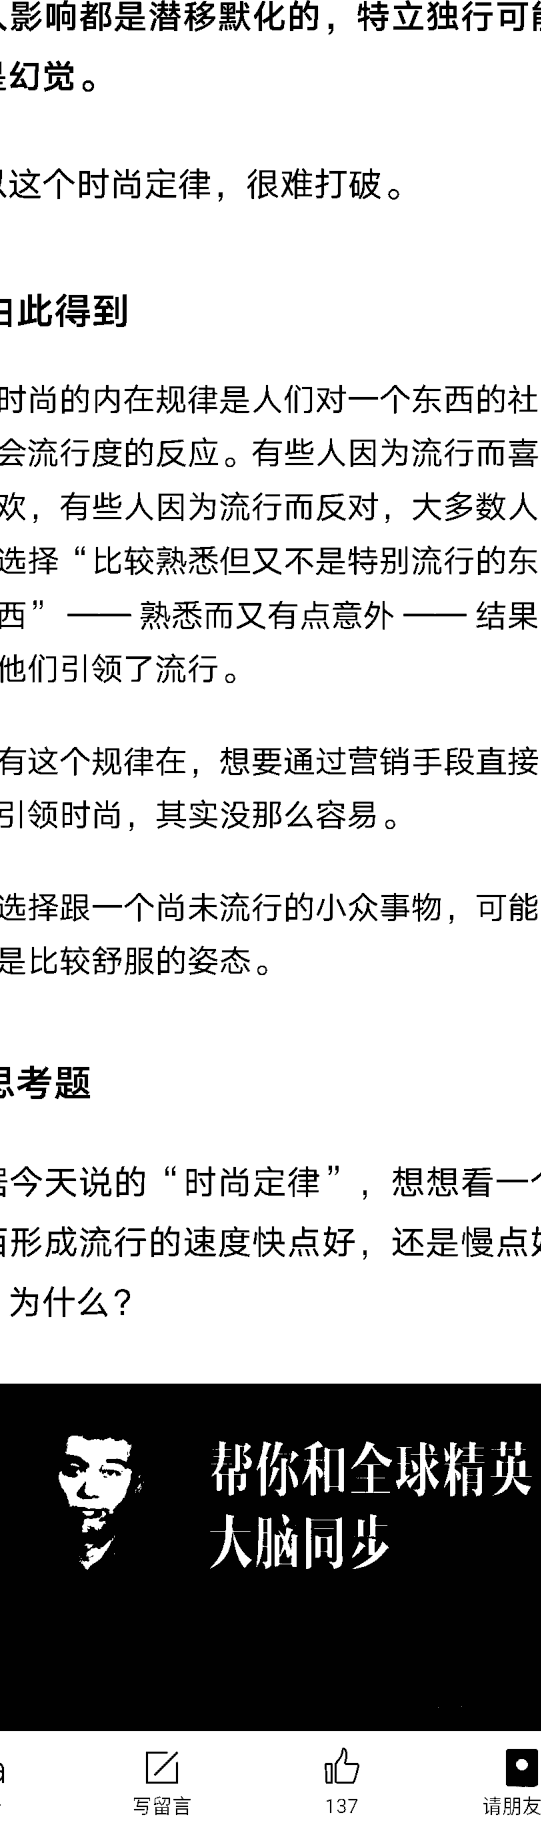 影响都是潜移默化的，特立独行可能
是幻觉。
以这个时尚定律，很难打破。
由此得到
时尚的内在规律是人们对一个东西的社
会流行度的反应。有些人因为流行而喜
欢，有些人因为流行而反对，大多数人
选择“比较熟悉但又不是特别流行的东
西”——熟悉而又有点意外——结果
他们引领了流行。
有这个规律在，想要通过营销手段直接
引领时尚，其实没那么容易。
选择跟一个尚未流行的小众事物，可能
是比较舒服的姿态。
思考题
据今天说的“时尚定律”，想想看一个
西形成流行的速度快点好，还是慢点好
，为什么？
帮你和全球精英
大脑同步
写留言
137
请朋友